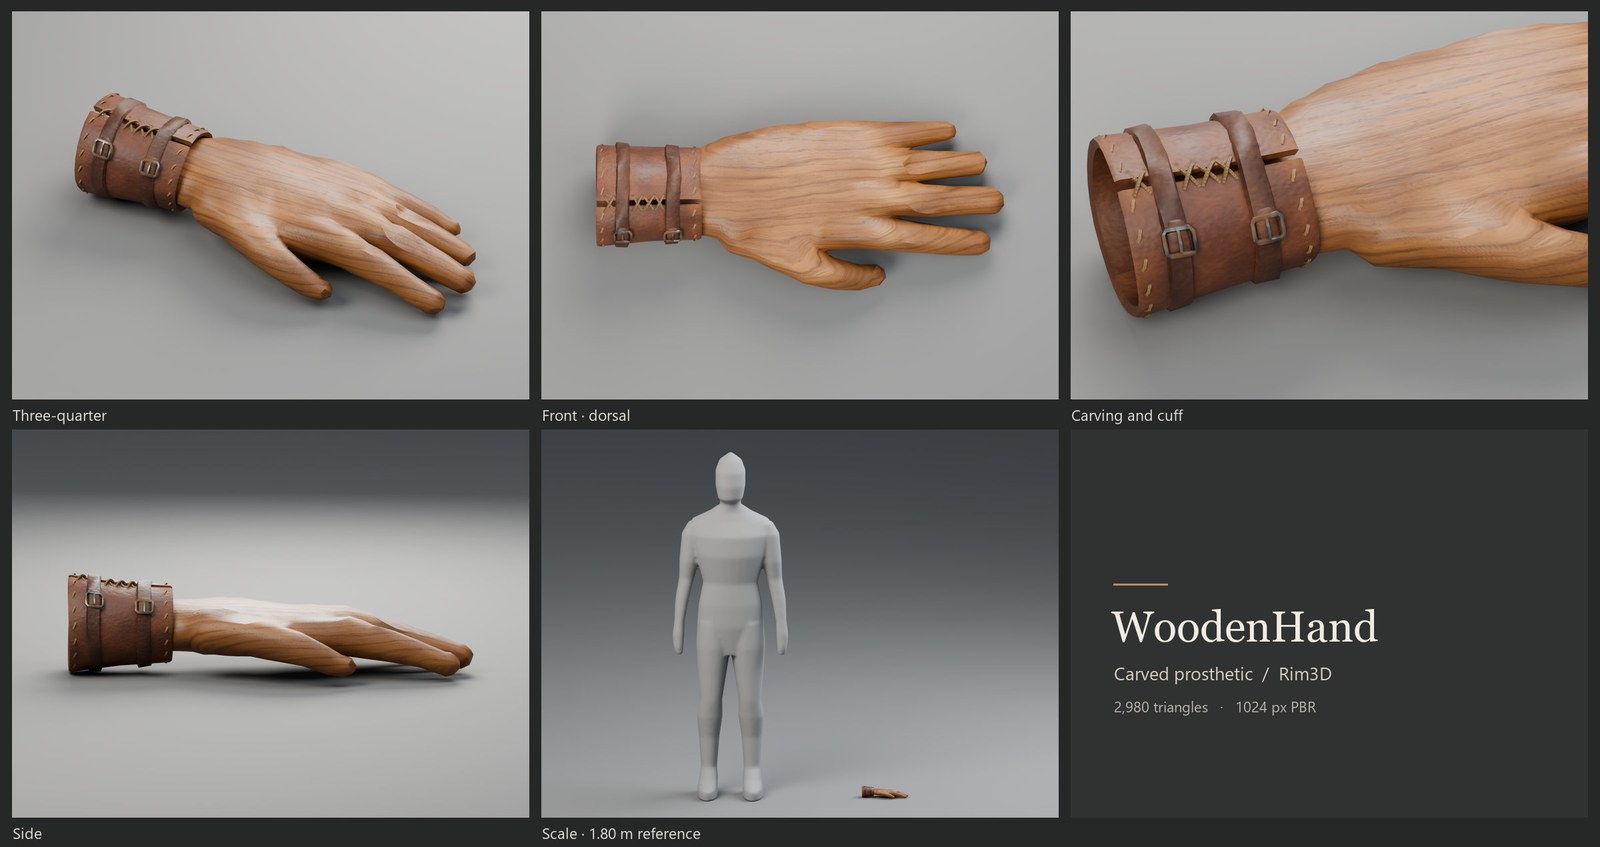 Three-quarter
Front · dorsal
Carving and cuff
Side
Scale · 1.80 m reference
WoodenHand
Carved prosthetic / Rim3D
2,980 triangles · 1024 px PBR